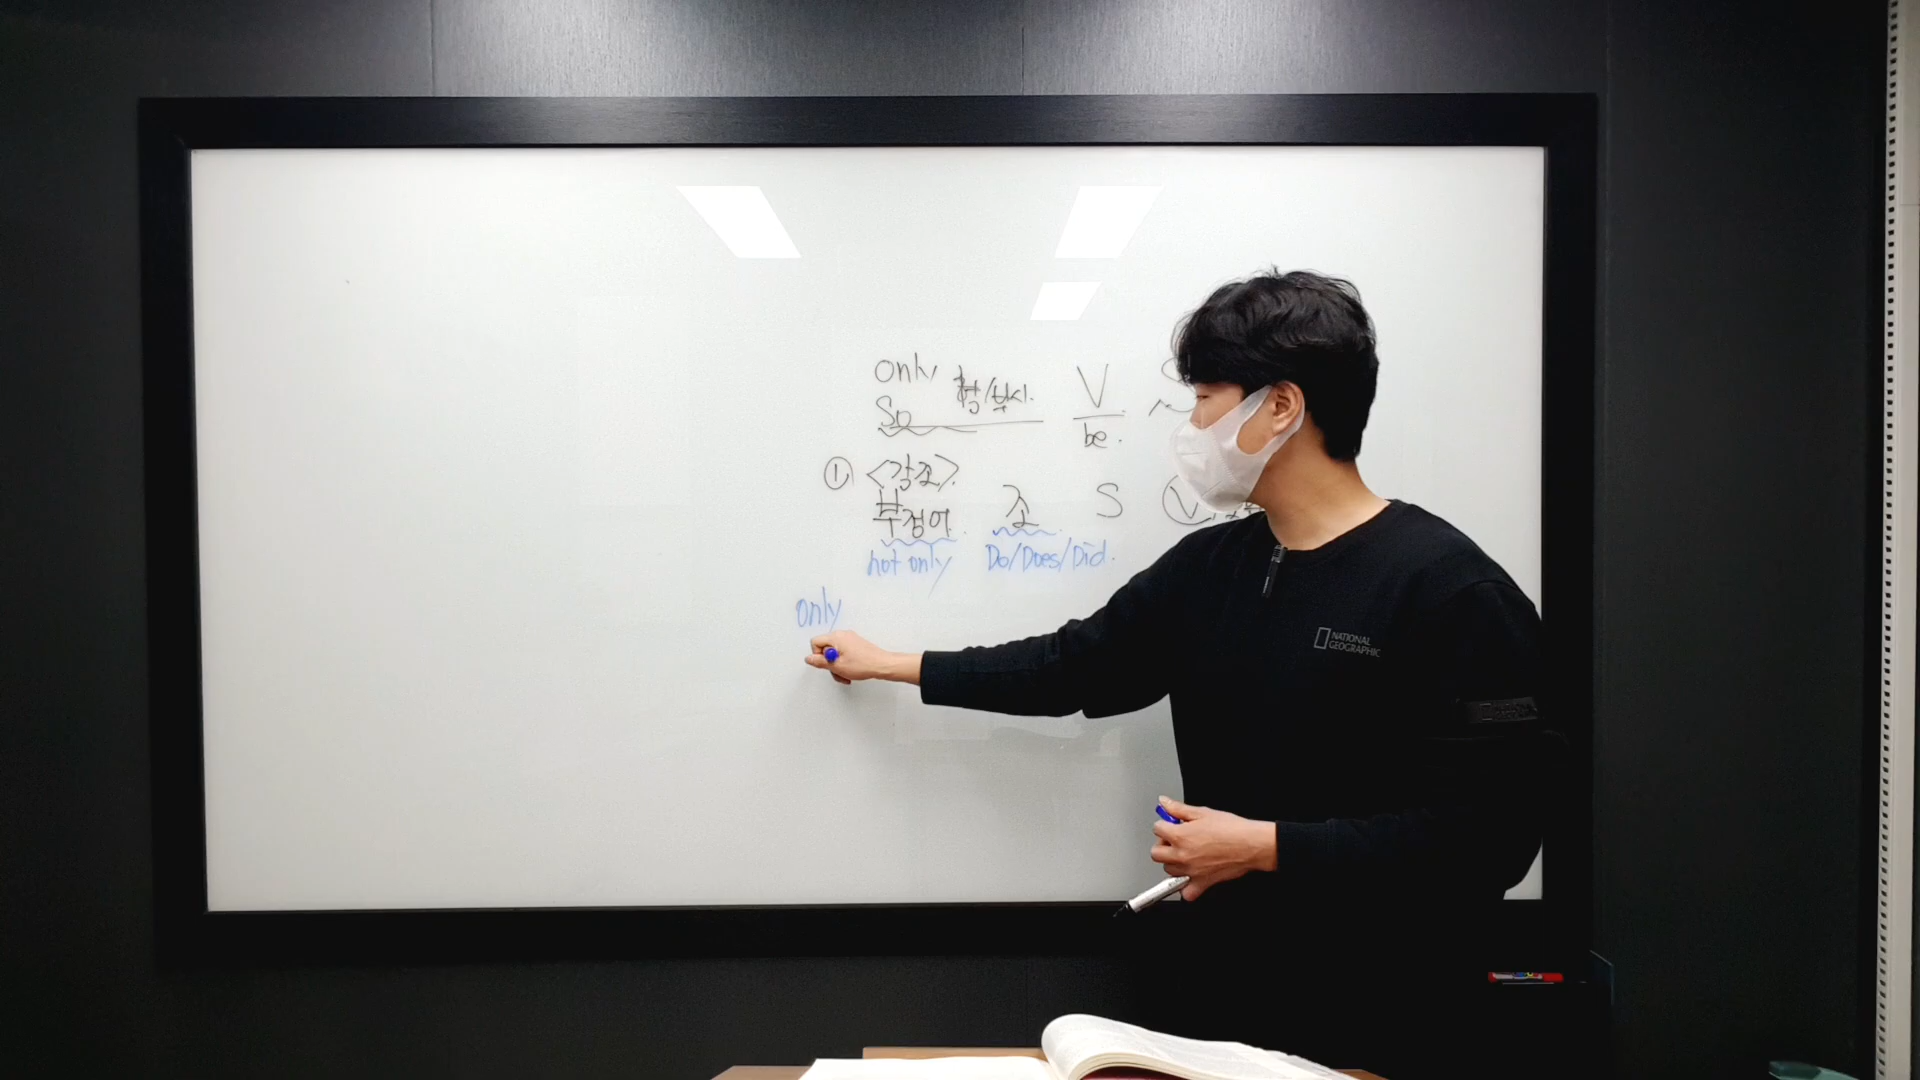 only
So 형/부사. V
be.
① <강조>
부정어. 조 S V
not only Do/Does/Did.
only
NATIONAL
GEOGRAPHIC